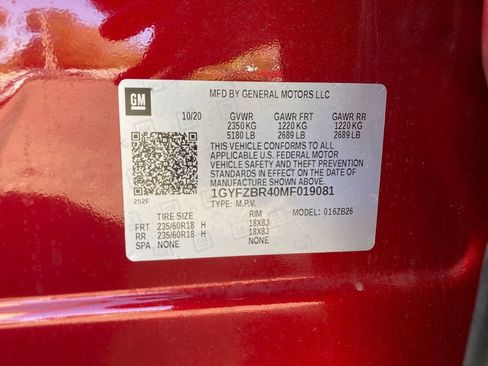 GM
MFD BY GENERAL MOTORS LLC
10/20 GVWR GAWR FRT GAWR RR
2350 KG 1220 KG 1220 KG
5180 LB 2689 LB 2689 LB
THIS VEHICLE CONFORMS TO ALL
APPLICABLE U.S. FEDERAL MOTOR
VEHICLE SAFETY AND THEFT PREVENTION
STANDARDS IN EFFECT ON THE DATE OF
MANUFACTURE SHOWN ABOVE.
252F 1GYFZBR40MF019081
TYPE: M.P.V. MODEL: 016ZB26
TIRE SIZE RIM
FRT 235/60R18 H 18X8J
RR 235/60R18 H 18X8J
SPA NONE NONE